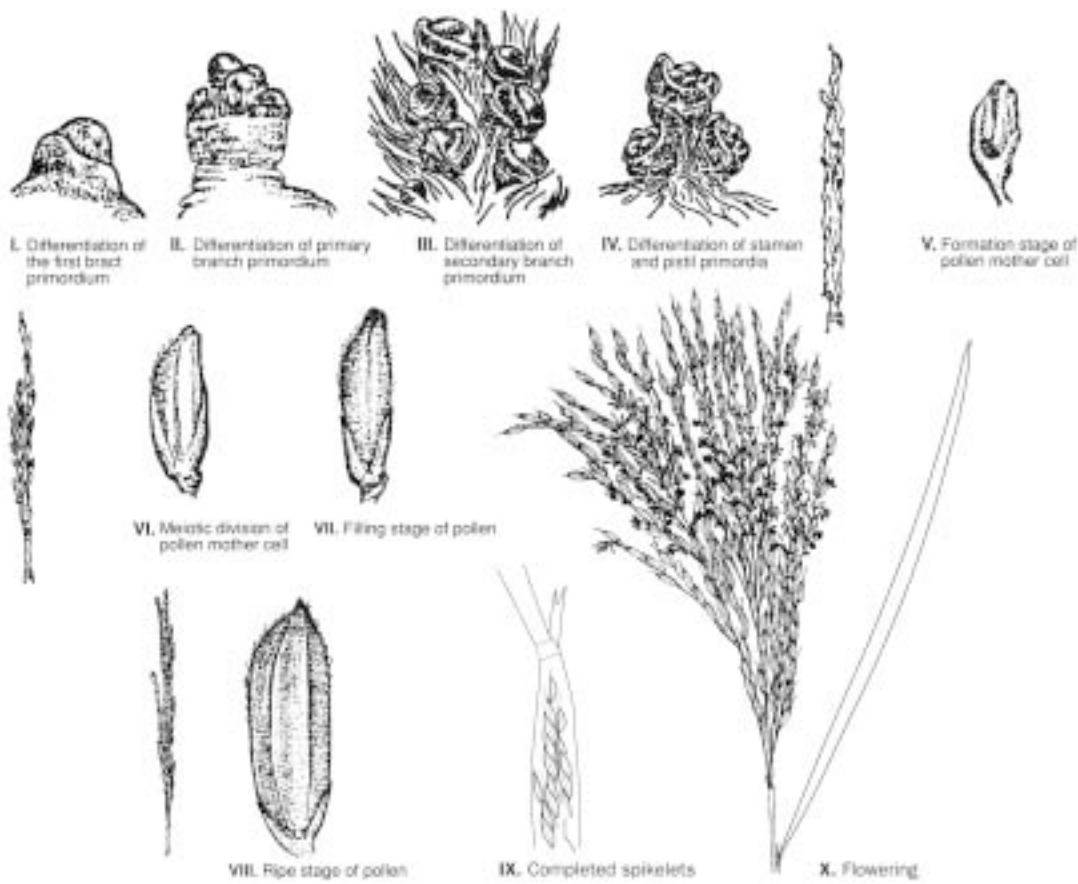 I. Differentiation of
the first bract
primordium
II. Differentiation of primary
branch primordium
III. Differentiation of
secondary branch
primordium
IV. Differentiation of stamen
and pistil primordia
V. Formation stage of
pollen mother cell
VI. Meiotic division of
pollen mother cell
VII. Filling stage of pollen
VIII. Ripe stage of pollen
IX. Completed spikelets
X. Flowering